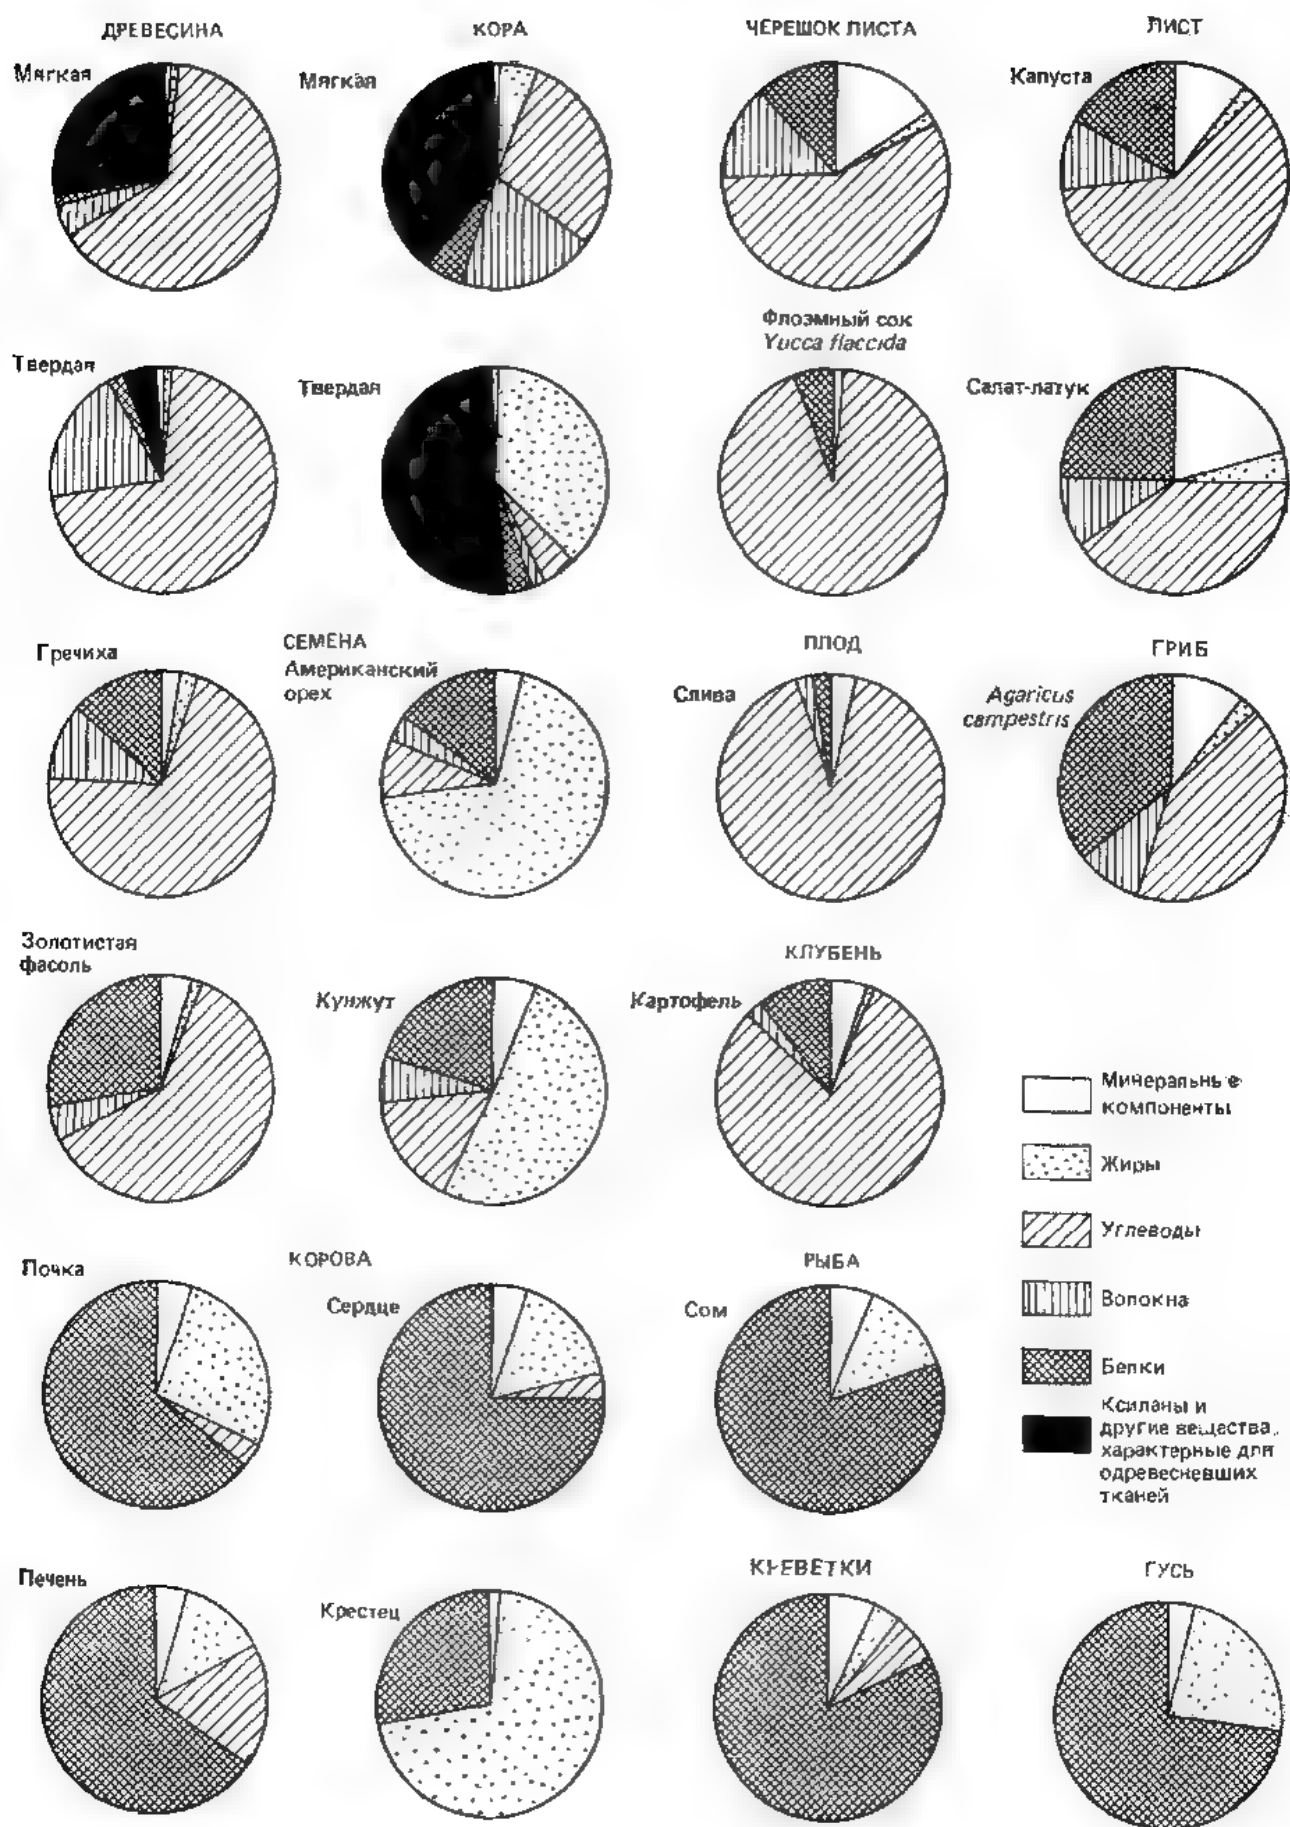 ДРЕВЕСИНА
КОРА
ЧЕРЕШОК ЛИСТА
ЛИСТ
Мягкая
Мягкая
Капуста
Флоэмный сок
Yucca flaccida
Твердая
Твердая
Салат-латук
Гречиха
СЕМЕНА
Американский
орех
ПЛОД
Слива
ГРИБ
Agaricus
campestris
Золотистая
фасоль
Кунжут
КЛУБЕНЬ
Картофель
Минеральные
компоненты
Жиры
Углеводы
Волокна
Белки
Ксиланы и
другие вещества,
характерные для
одревесневших
тканей
Почка
КОРОВА
Сердце
РЫБА
Сом
Печень
Крестец
КРЕВЕТКИ
ГУСЬ